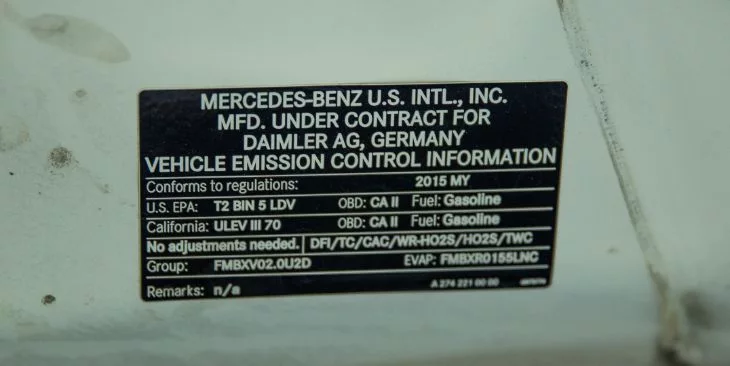 MERCEDES-BENZ U.S. INTL., INC.
MFD. UNDER CONTRACT FOR
DAIMLER AG, GERMANY
VEHICLE EMISSION CONTROL INFORMATION
Conforms to regulations: 2015 MY
U.S. EPA: T2 BIN 5 LDV OBD: CA II Fuel: Gasoline
California: ULEV III 70 OBD: CA II Fuel: Gasoline
No adjustments needed. DFI/TC/CAC/WR-HO2S/HO2S/TWC
Group: FMBXV02.0U2D EVAP: FMBXR0155LNC
Remarks: n/a A 274 221 00 00